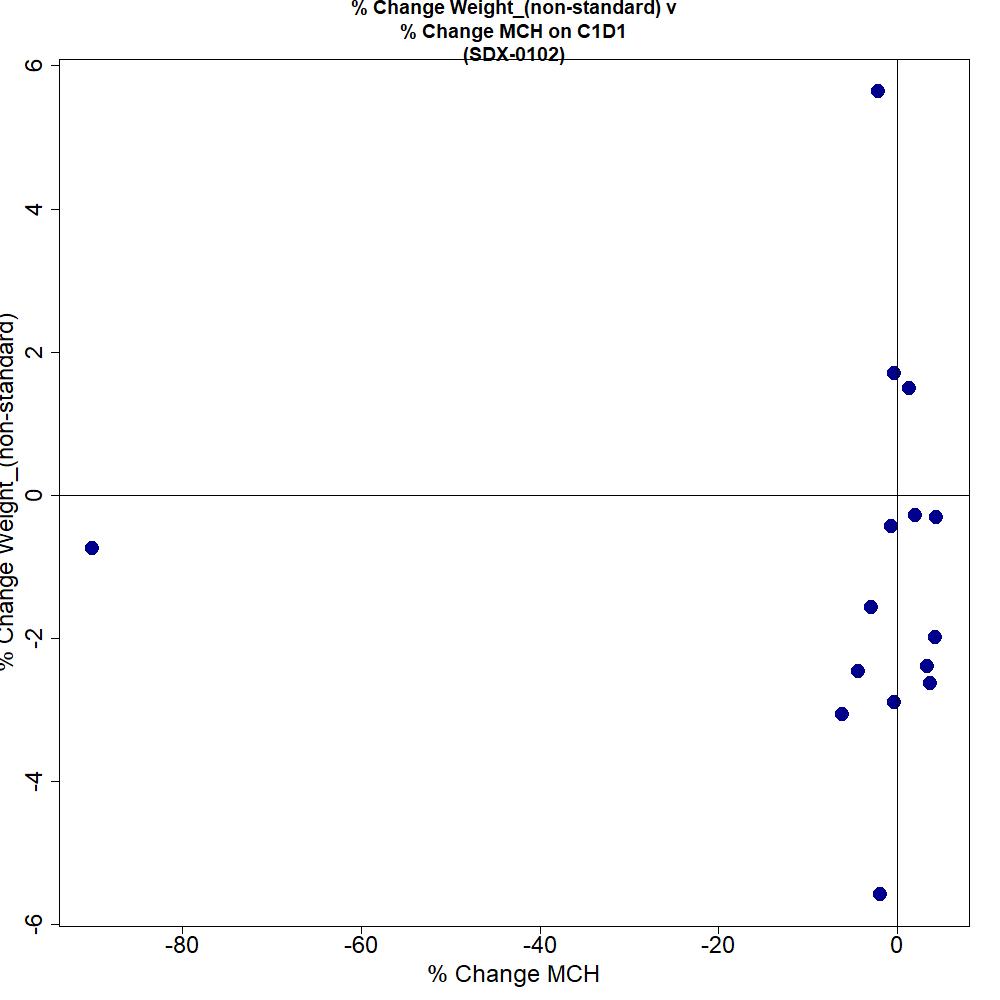 % Change Weight_(non-standard) v
% Change MCH on C1D1
(SDX-0102)
% Change Weight_(non-standard)
6
4
2
0
-2
-4
-6
-80
-60
-40
-20
0
% Change MCH